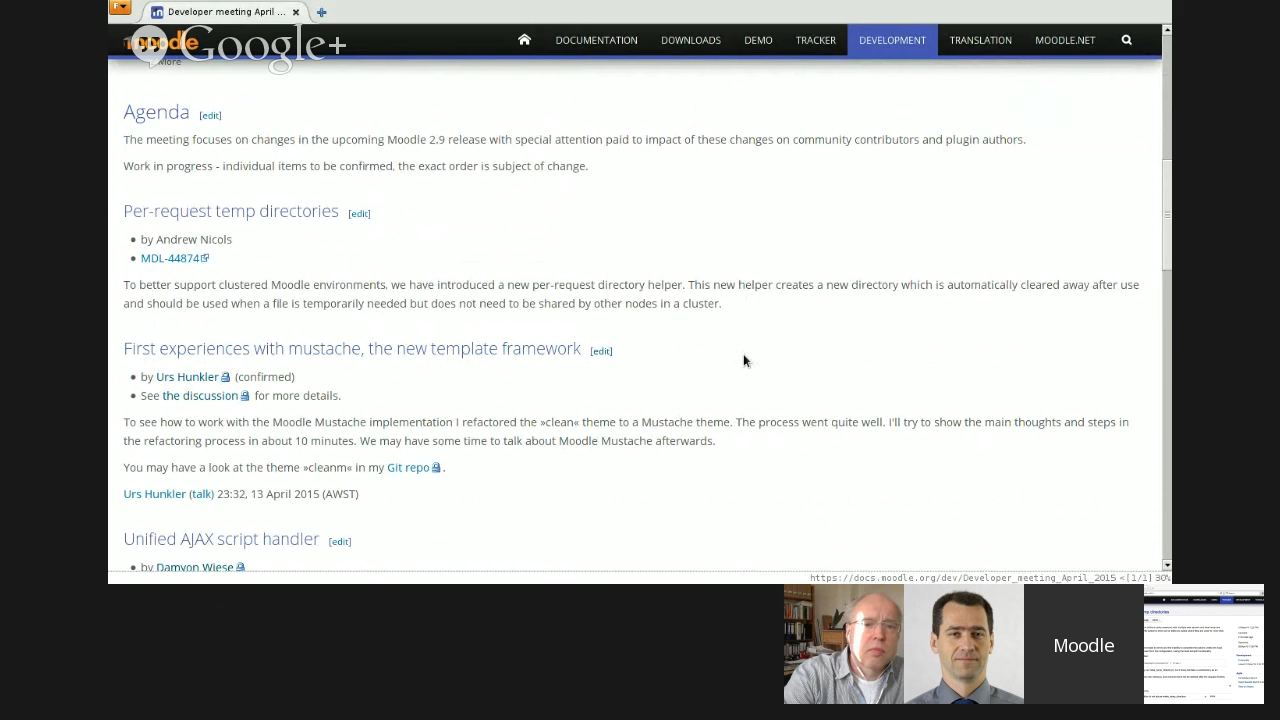 Developer meeting April ...
moodle
Google+
DOCUMENTATION DOWNLOADS DEMO TRACKER DEVELOPMENT TRANSLATION MOODLE.NET
More
Agenda [edit]
The meeting focuses on changes in the upcoming Moodle 2.9 release with special attention paid to impact of these changes on community contributors and plugin authors.
Work in progress - individual items to be confirmed, the exact order is subject of change.
Per-request temp directories [edit]
by Andrew Nicols
MDL-44874
To better support clustered Moodle environments, we have introduced a new per-request directory helper. This new helper creates a new directory which is automatically cleared away after use
and should be used when a file is temporarily needed but does not need to be shared by other nodes in a cluster.
First experiences with mustache, the new template framework [edit]
by Urs Hunkler (confirmed)
See the discussion for more details.
To see how to work with the Moodle Mustache implementation I refactored the »clean« theme to a Mustache theme. The process went quite well. I'll try to show the main thoughts and steps in
the refactoring process in about 10 minutes. We may have some time to talk about Moodle Mustache afterwards.
You may have a look at the theme »cleanm« in my Git repo .
Urs Hunkler (talk) 23:32, 13 April 2015 (AWST)
Unified AJAX script handler [edit]
by Damyon Wiese
https://docs.moodle.org/dev/Developer_meeting_April_2015 <[1/1] 30%
Moodle